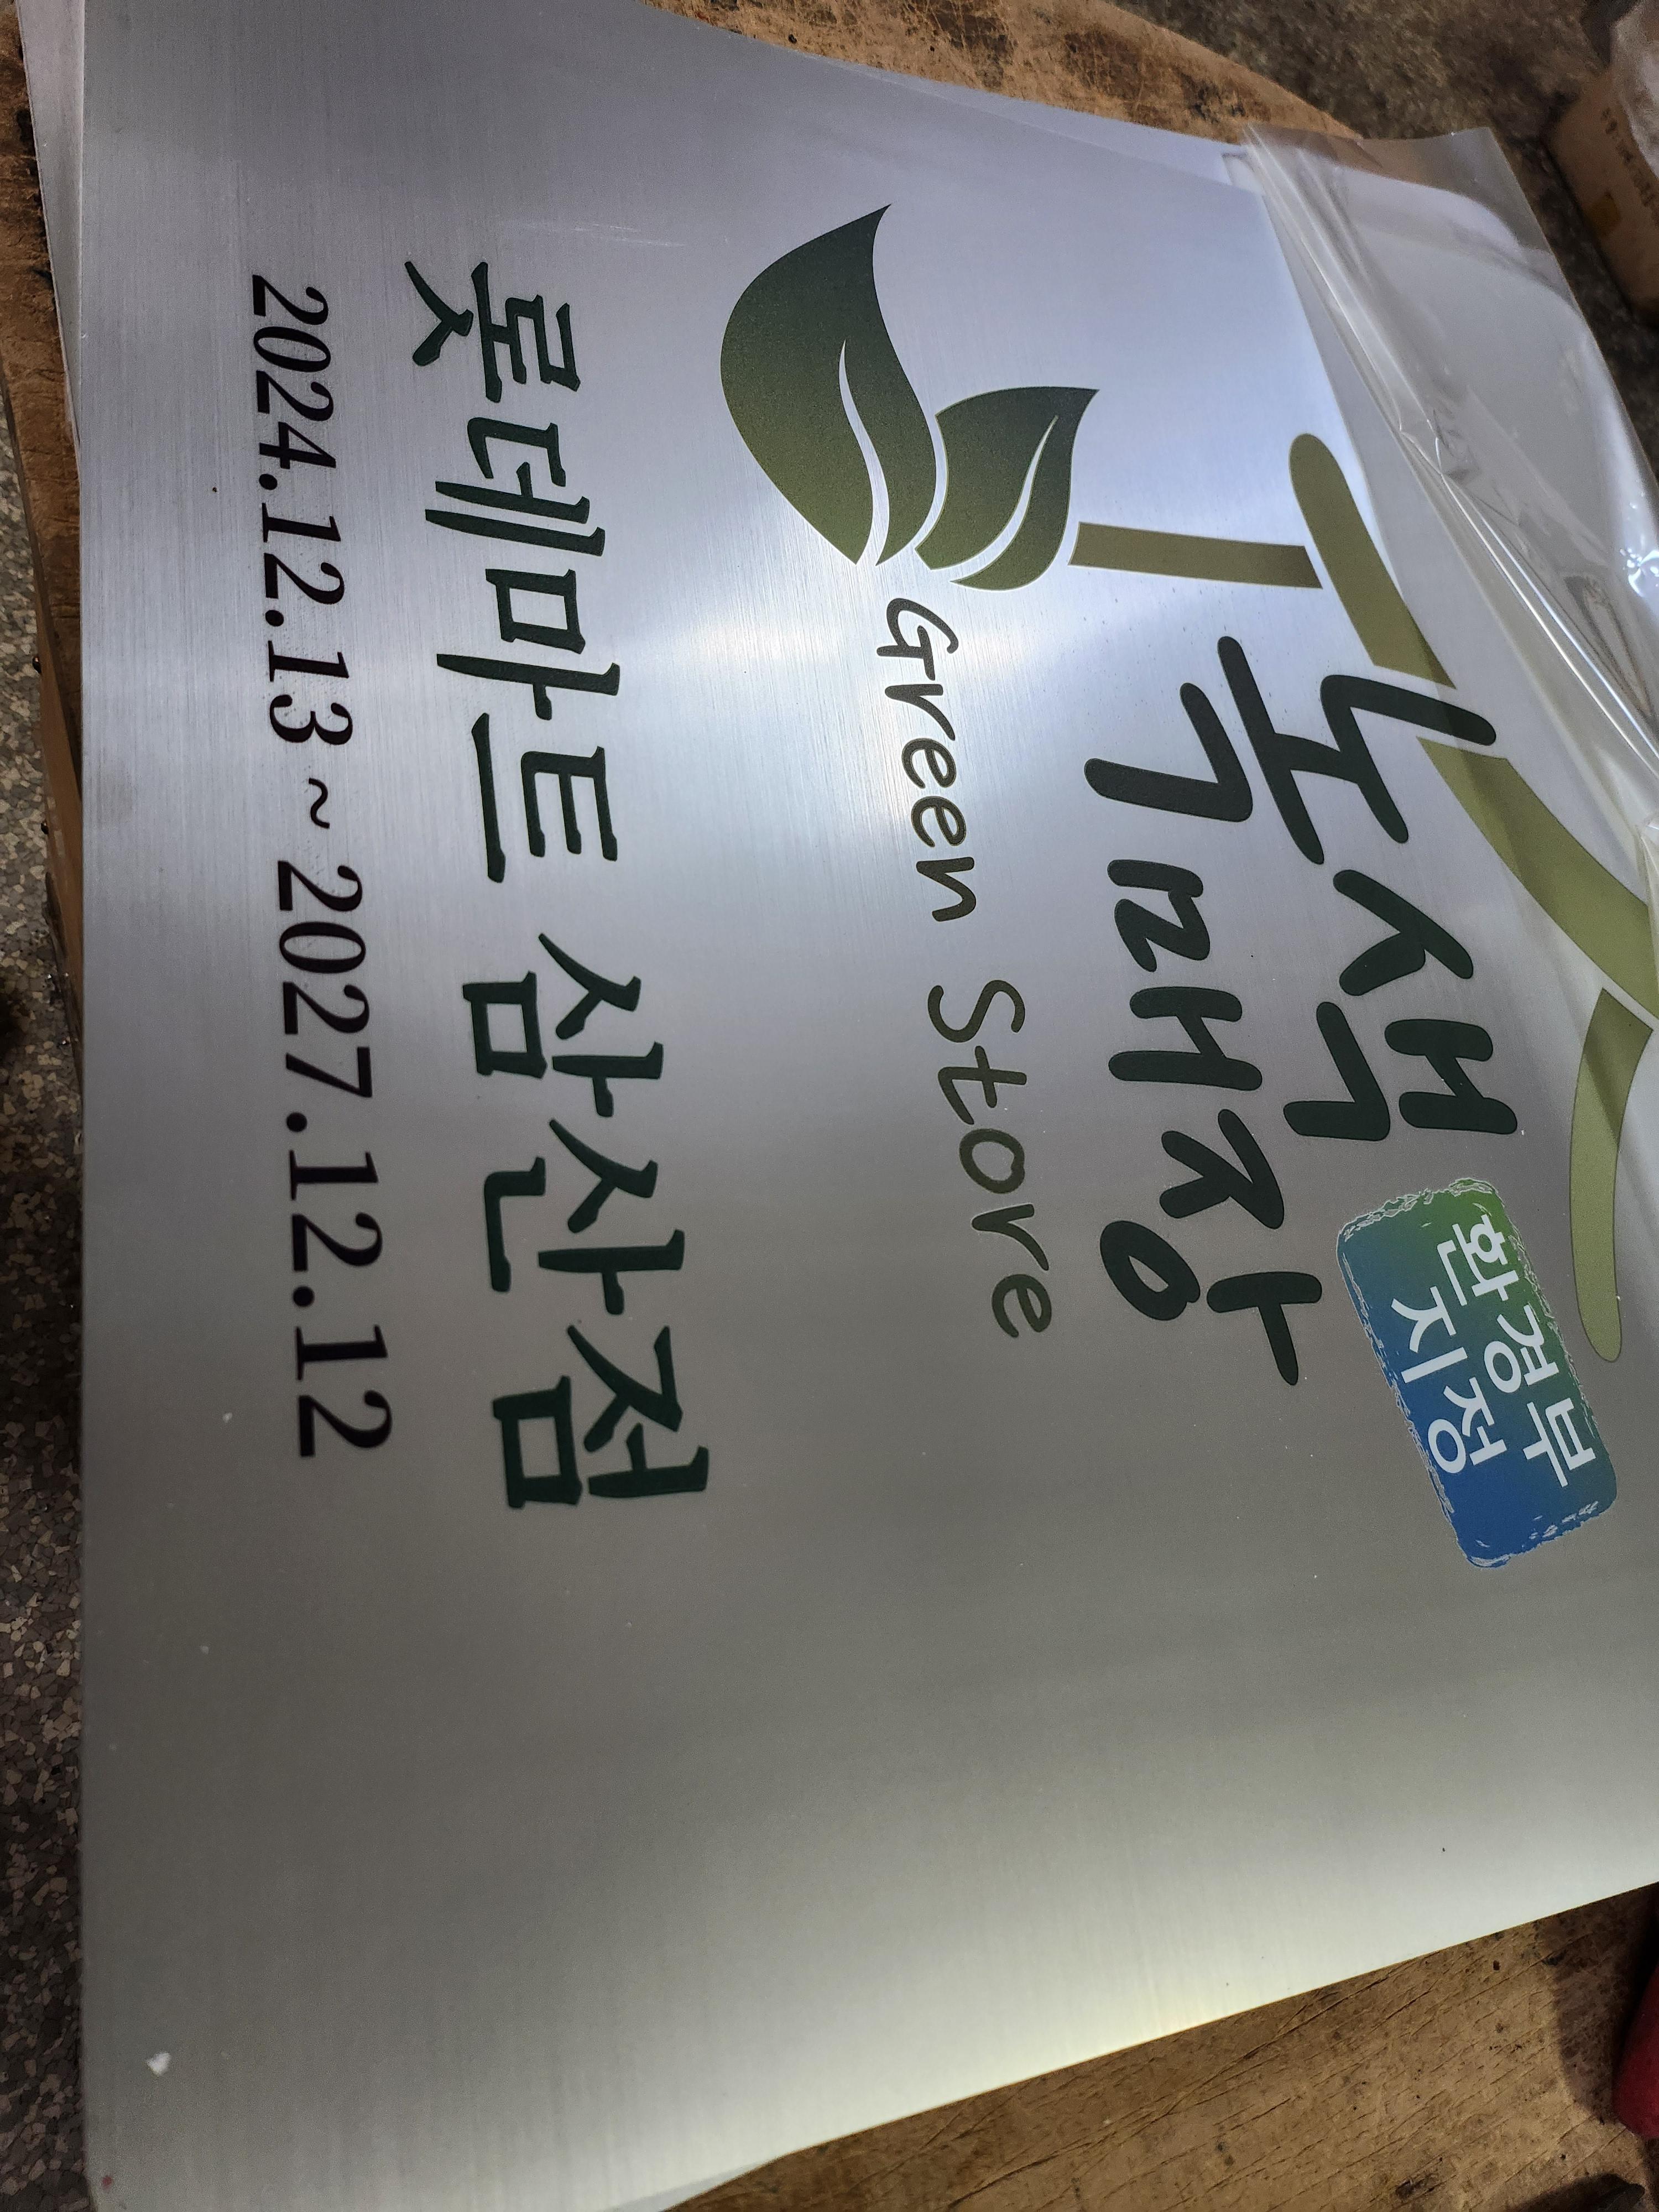 녹색
환경부
지정
매장
Green Store
롯데마트 삼산점
2024.12.13 ~ 2027.12.12